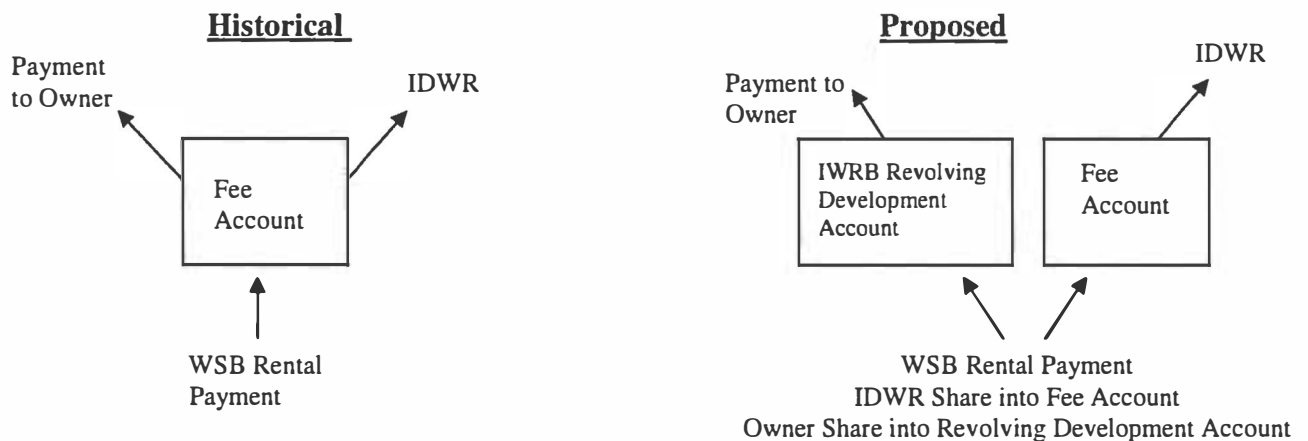 Historical
Payment
to Owner
IDWR
Fee
Account
WSB Rental
Payment
Proposed
Payment to
Owner
IDWR
IWRB Revolving
Development
Account
Fee
Account
WSB Rental Payment
IDWR Share into Fee Account
Owner Share into Revolving Development Account